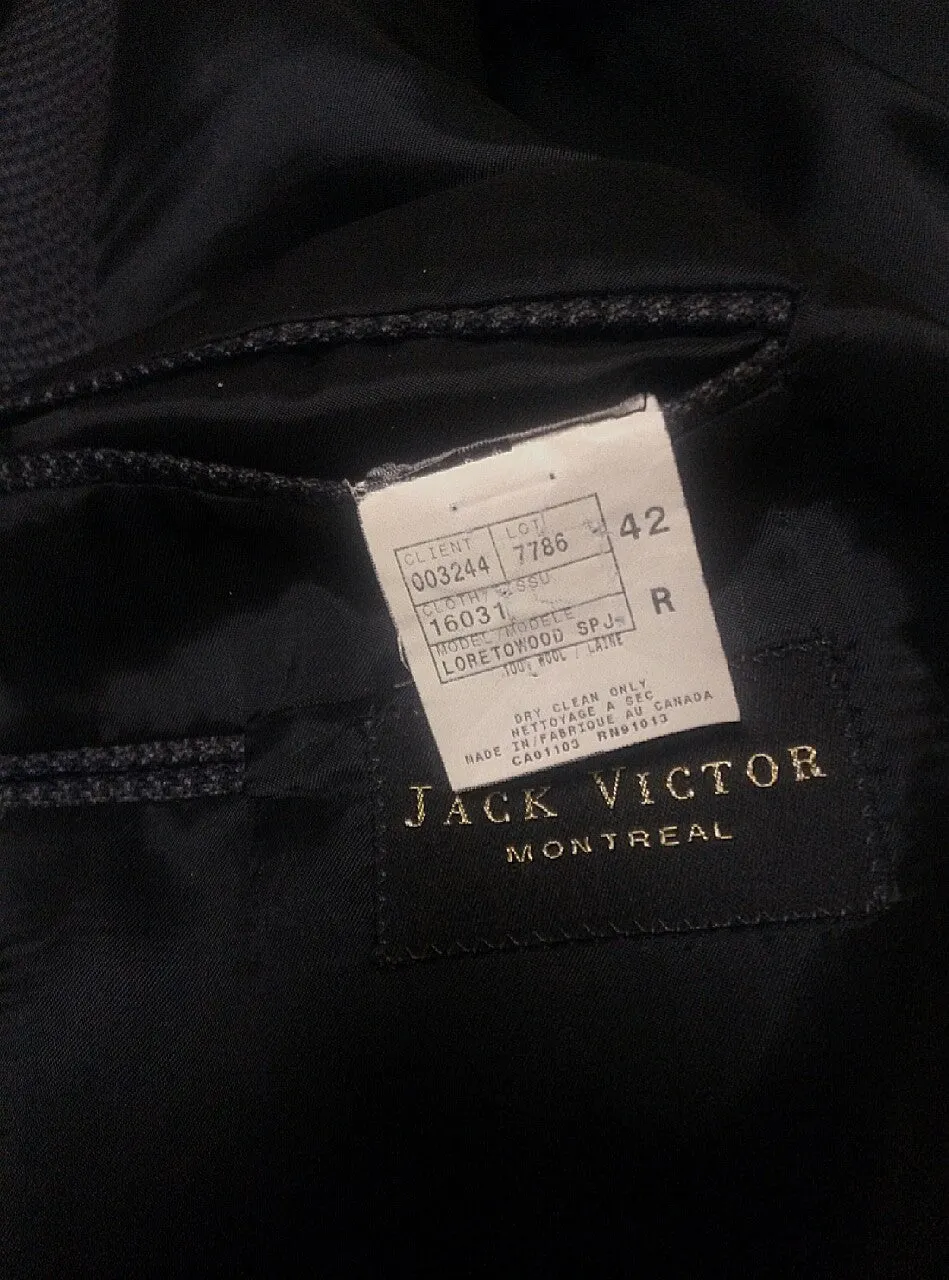 CLIENT LOT
003244 7786 42
CLOTH/TISSU
16031 R
MODEL/MODELE
LORETOWOOD SPJ
100% WOOL / LAINE
DRY CLEAN ONLY
NETTOYAGE A SEC
MADE IN/FABRIQUE AU CANADA
CA01103 RN91013
JACK VICTOR
MONTREAL